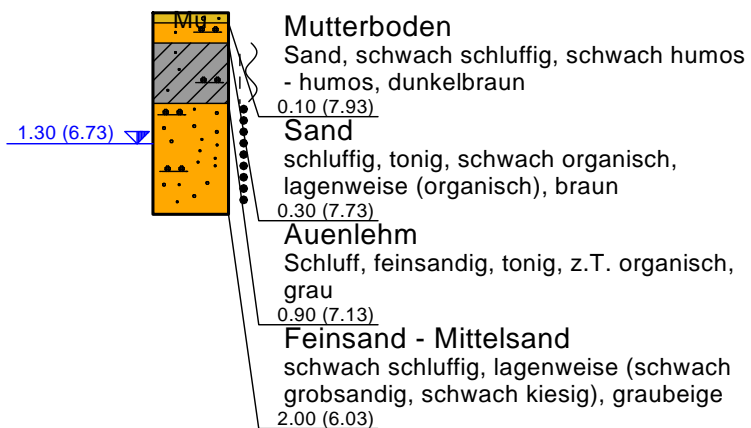 Mu
Mutterboden
Sand, schwach schluffig, schwach humos
- humos, dunkelbraun
0.10 (7.93)
1.30 (6.73)
Sand
schluffig, tonig, schwach organisch,
lagenweise (organisch), braun
0.30 (7.73)
Auenlehm
Schluff, feinsandig, tonig, z.T. organisch,
grau
0.90 (7.13)
Feinsand - Mittelsand
schwach schluffig, lagenweise (schwach
grobsandig, schwach kiesig), graubeige
2.00 (6.03)